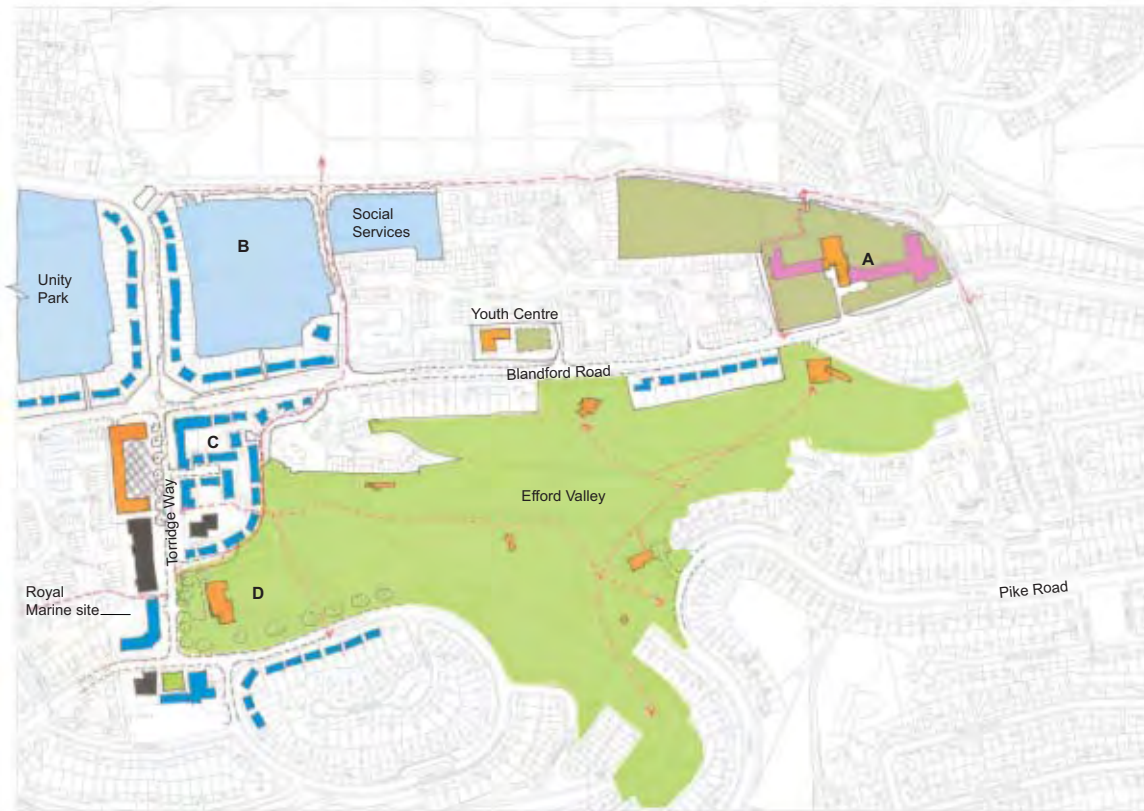 A
B
Social
Services
Unity
Park
Youth Centre
Blandford Road
C
Efford Valley
Torridge Way
Royal
Marine site
D
Pike Road